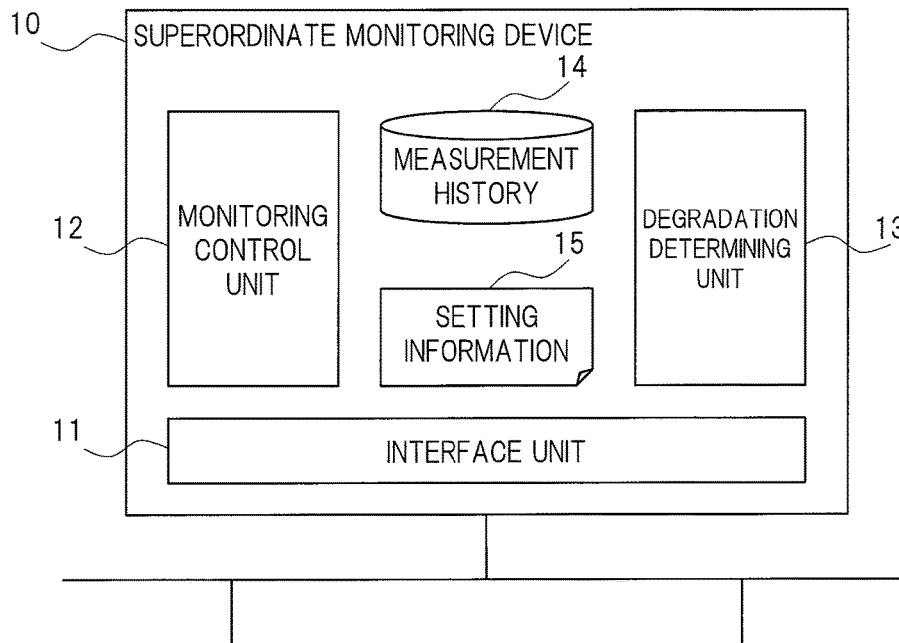 10
SUPERORDINATE MONITORING DEVICE
14
MEASUREMENT
HISTORY
12
MONITORING
CONTROL
UNIT
DEGRADATION
DETERMINING
UNIT
13
15
SETTING
INFORMATION
11
INTERFACE UNIT